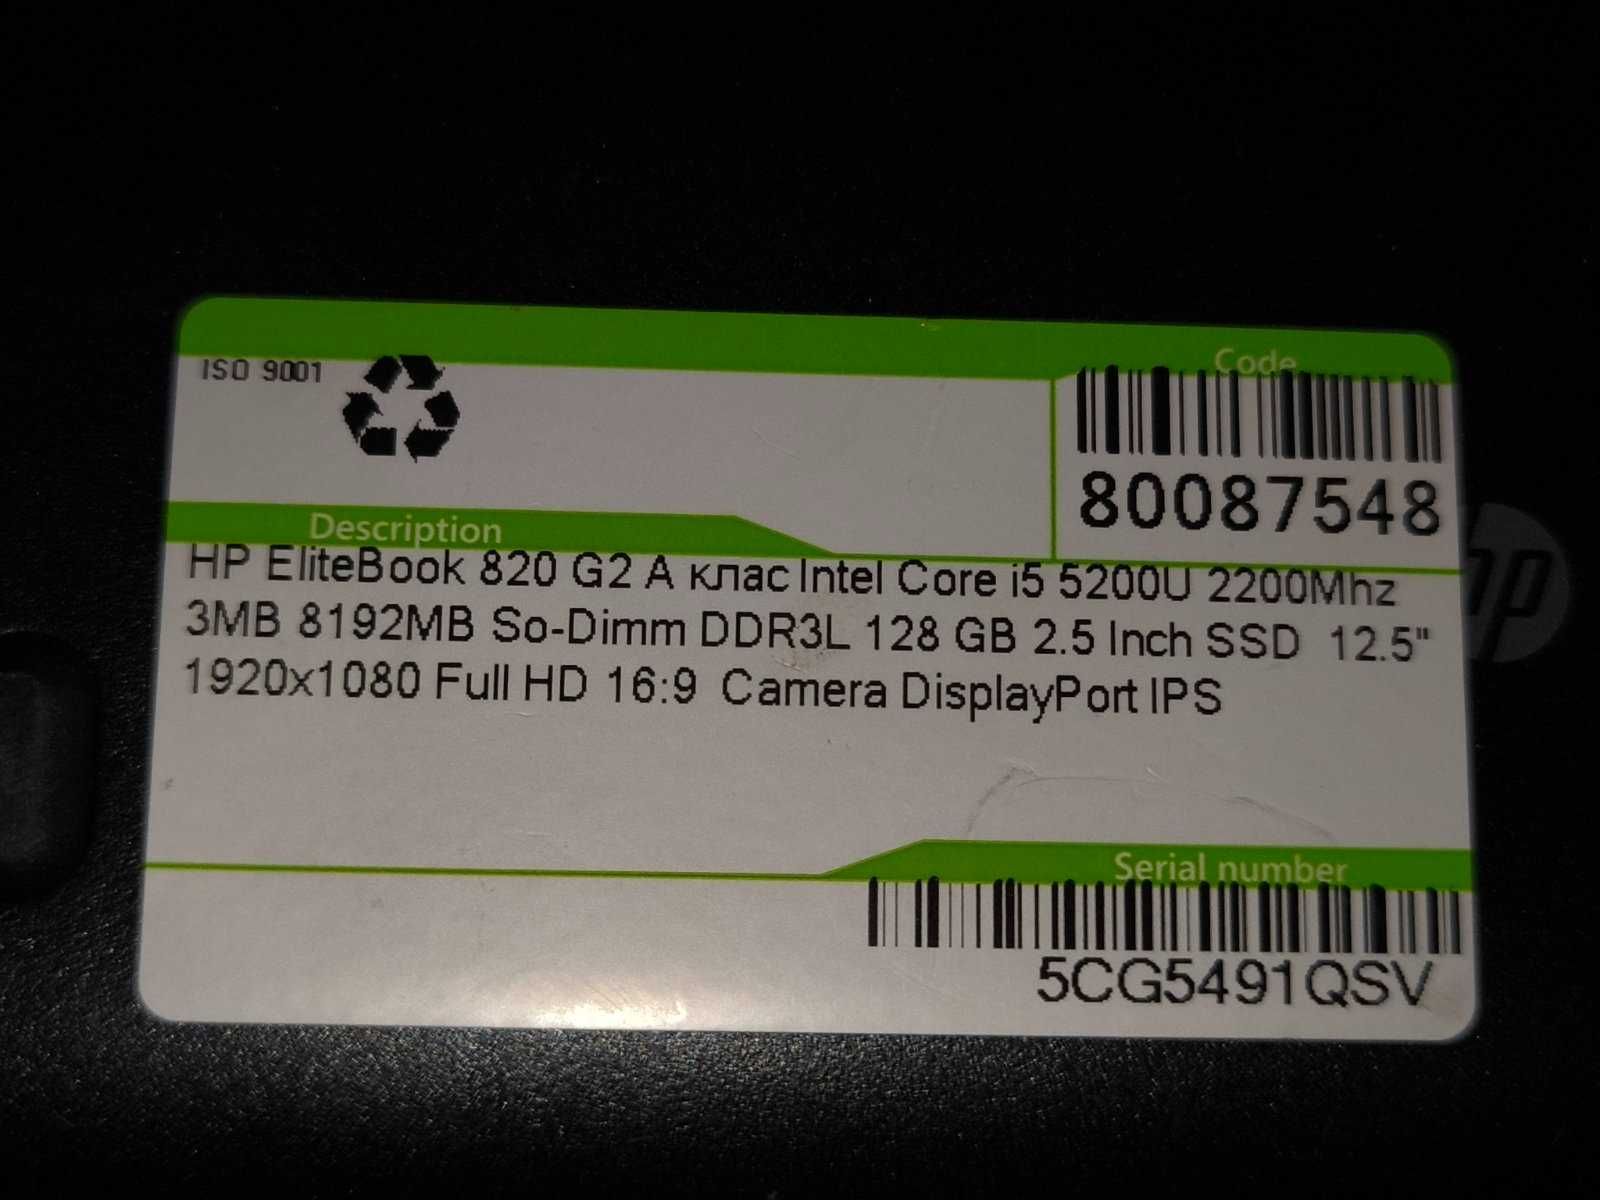 ISO 9001
Code
80087548
Description
HP EliteBook 820 G2 А клас Intel Core i5 5200U 2200Mhz
3MB 8192MB So-Dimm DDR3L 128 GB 2.5 Inch SSD 12.5"
1920x1080 Full HD 16:9 Camera DisplayPort IPS
Serial number
5CG5491QSV
hp